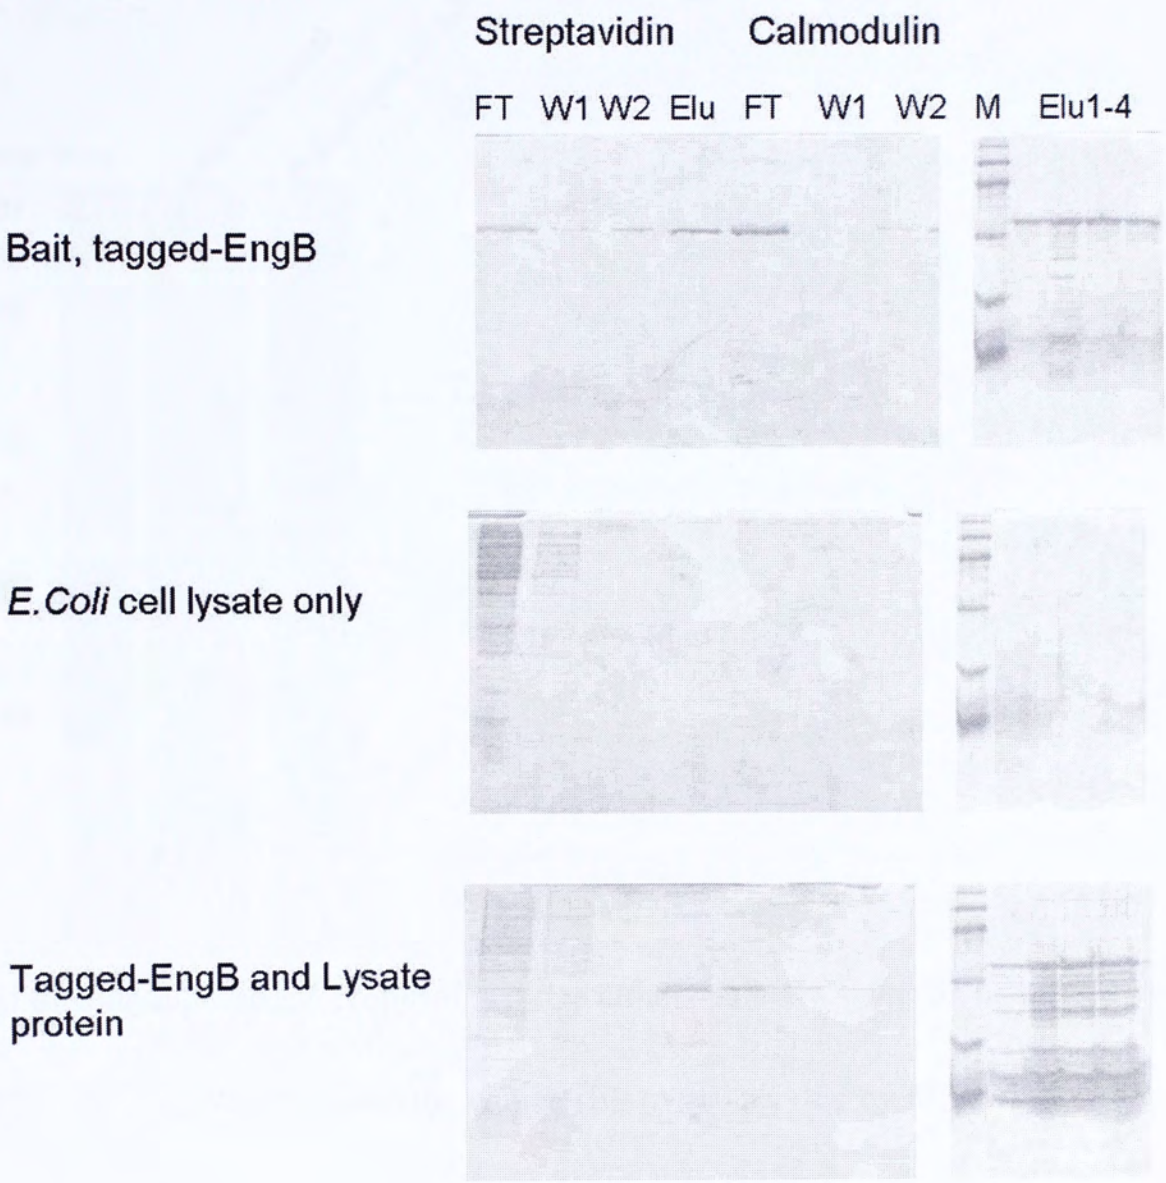 Streptavidin Calmodulin
FT W1 W2 Elu FT W1 W2 M Elu1-4
Bait, tagged-EngB
E.Coli cell lysate only
Tagged-EngB and Lysate
protein